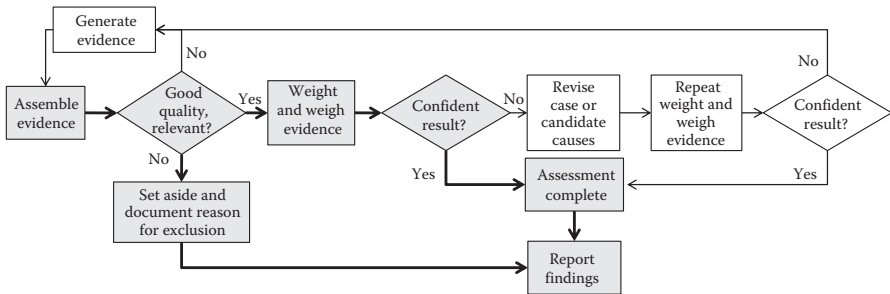 Generate
evidence
No
Assemble
evidence
Good
quality,
relevant?
Yes
No
Weight
and weigh
evidence
Confident
result?
No
Yes
Revise
case or
candidate
causes
Repeat
weight and
weigh
evidence
Confident
result?
No
Yes
Set aside and
document reason
for exclusion
Assessment
complete
Report
findings